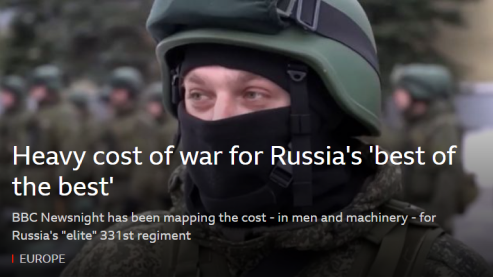 Heavy cost of war for Russia's 'best of
the best'
BBC Newsnight has been mapping the cost - in men and machinery - for
Russia's "elite" 331st regiment
EUROPE